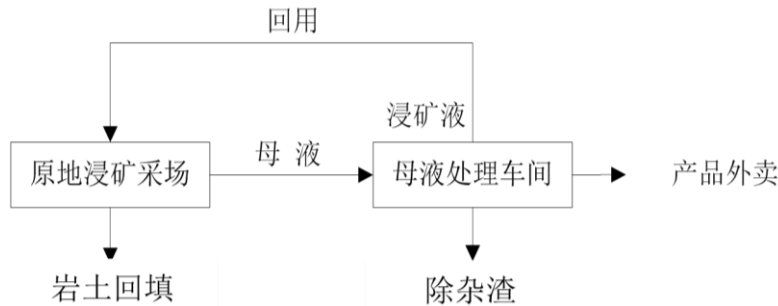 回用
浸矿液
原地浸矿采场
母 液
母液处理车间
产品外卖
岩土回填
除杂渣